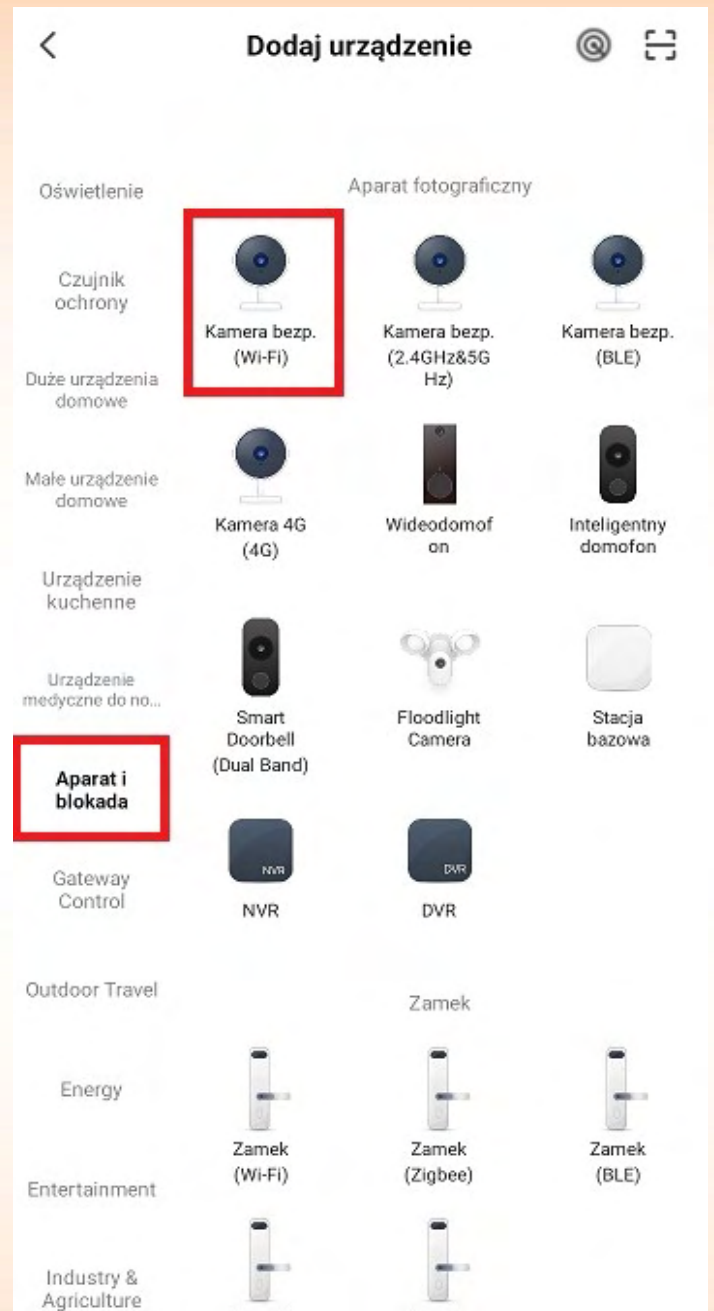 Dodaj urządzenie
Oświetlenie
Czujnik
ochrony
Duże urządzenia
domowe
Małe urządzenie
domowe
Urządzenie
kuchenne
Urządzenie
medyczne do no...
Aparat i
blokada
Gateway
Control
Outdoor Travel
Energy
Entertainment
Industry &
Agriculture
Aparat fotograficzny
Kamera bezp.
(Wi-Fi)
Kamera bezp.
(2.4GHz&5G
Hz)
Kamera bezp.
(BLE)
Kamera 4G
(4G)
Wideodomof
on
Inteligentny
domofon
Smart
Doorbell
(Dual Band)
Floodlight
Camera
Stacja
bazowa
NVR
NVR
DVR
DVR
Zamek
Zamek
(Wi-Fi)
Zamek
(Zigbee)
Zamek
(BLE)